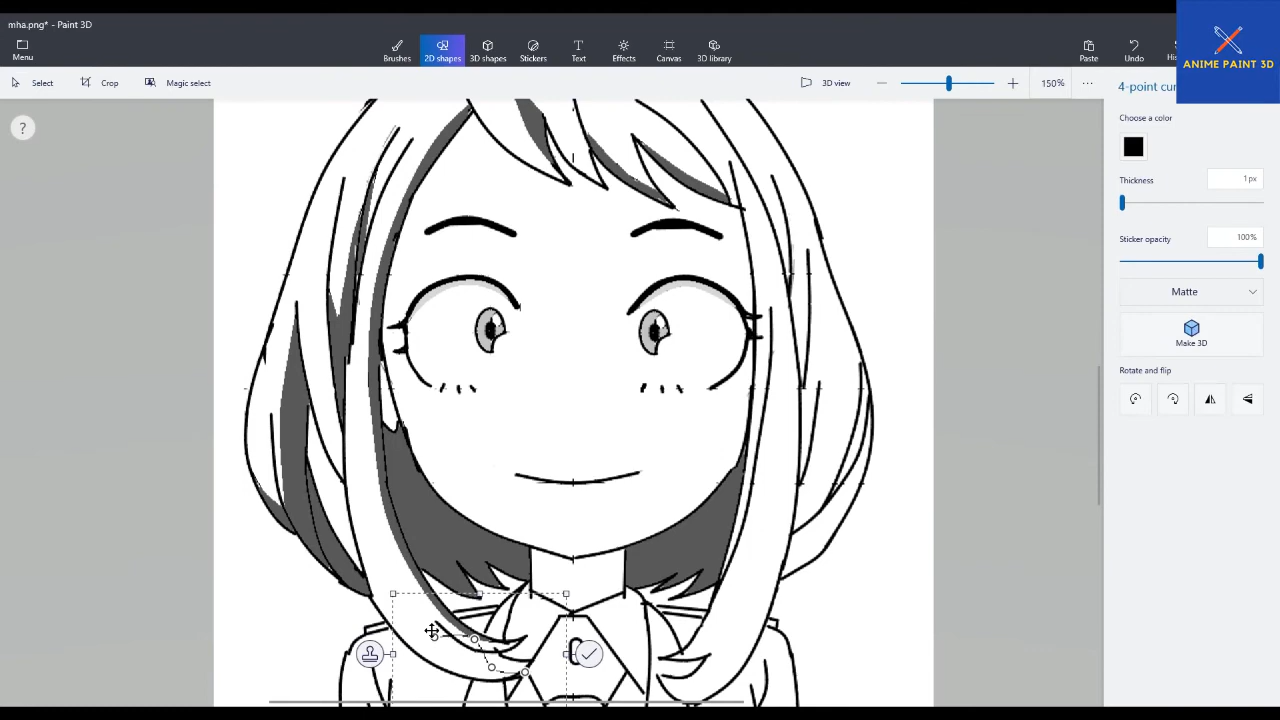 mha.png* - Paint 3D
Menu
Brushes
2D shapes
3D shapes
Stickers
Text
Effects
Canvas
3D library
Paste
Undo
ANIME PAINT 3D
Select
Crop
Magic select
3D view
150%
4-point
Choose a color
Thickness
1px
Sticker opacity
100%
Matte
Make 3D
Rotate and flip
?